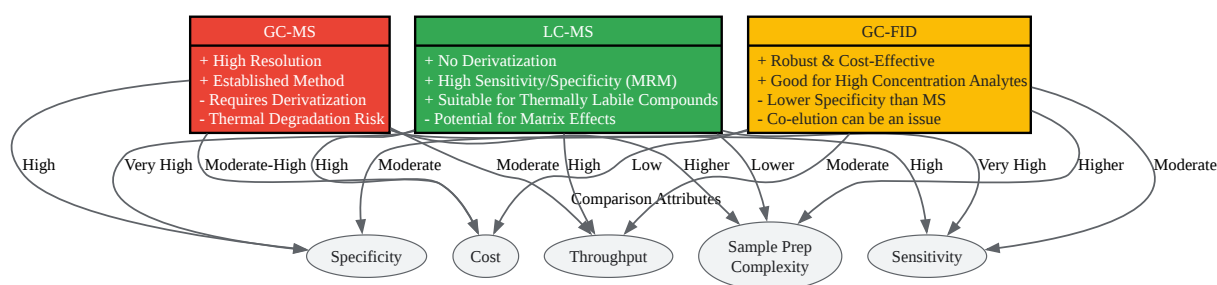 GC-MS
+ High Resolution
+ Established Method
- Requires Derivatization
- Thermal Degradation Risk
LC-MS
+ No Derivatization
+ High Sensitivity/Specificity (MRM)
+ Suitable for Thermally Labile Compounds
- Potential for Matrix Effects
GC-FID
+ Robust & Cost-Effective
+ Good for High Concentration Analytes
- Lower Specificity than MS
- Co-elution can be an issue
High
Very High
Moderate-High
High
Moderate
Moderate
High
Low
Higher
Lower
Moderate
High
Very High
Higher
Moderate
Comparison Attributes
Specificity
Cost
Throughput
Sample Prep
Complexity
Sensitivity